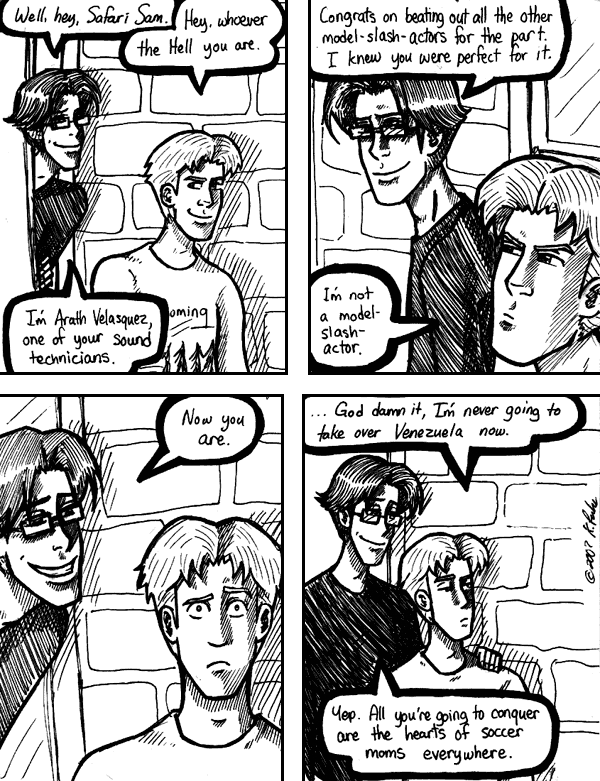 Well, hey, Safari Sam.
Hey, whoever
the Hell you are.
I'm Arath Velasquez,
one of your sound
technicians.
oming
Congrats on beating out all the other
model-slash-actors for the part.
I knew you were perfect for it.
I'm not
a model-
slash-
actor.
Now you
are.
... God damn it, I'm never going to
take over Venezuela now.
Yep. All you're going to conquer
are the hearts of soccer
moms everywhere.
© 2007